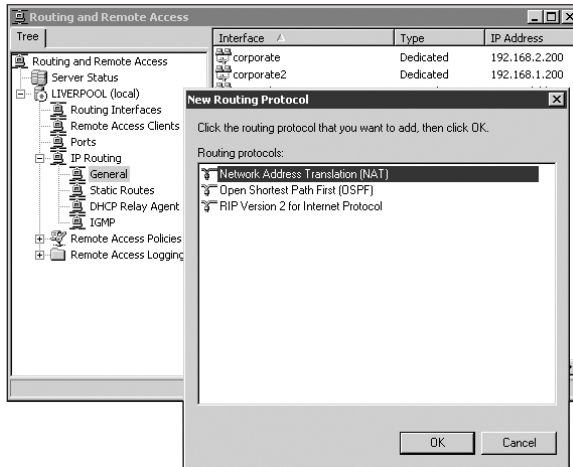 Routing and Remote Access
Tree
Interface Type IP Address
Routing and Remote Access
Server Status
LIVERPOOL (local)
Routing Interfaces
Remote Access Clients
Ports
IP Routing
General
Static Routes
DHCP Relay Agent
IGMP
Remote Access Policies
Remote Access Logging
corporate Dedicated 192.168.2.200
corporate2 Dedicated 192.168.1.200
New Routing Protocol
Click the routing protocol that you want to add, then click OK.
Routing protocols:
Network Address Translation (NAT)
Open Shortest Path First (OSPF)
RIP Version 2 for Internet Protocol
OK Cancel